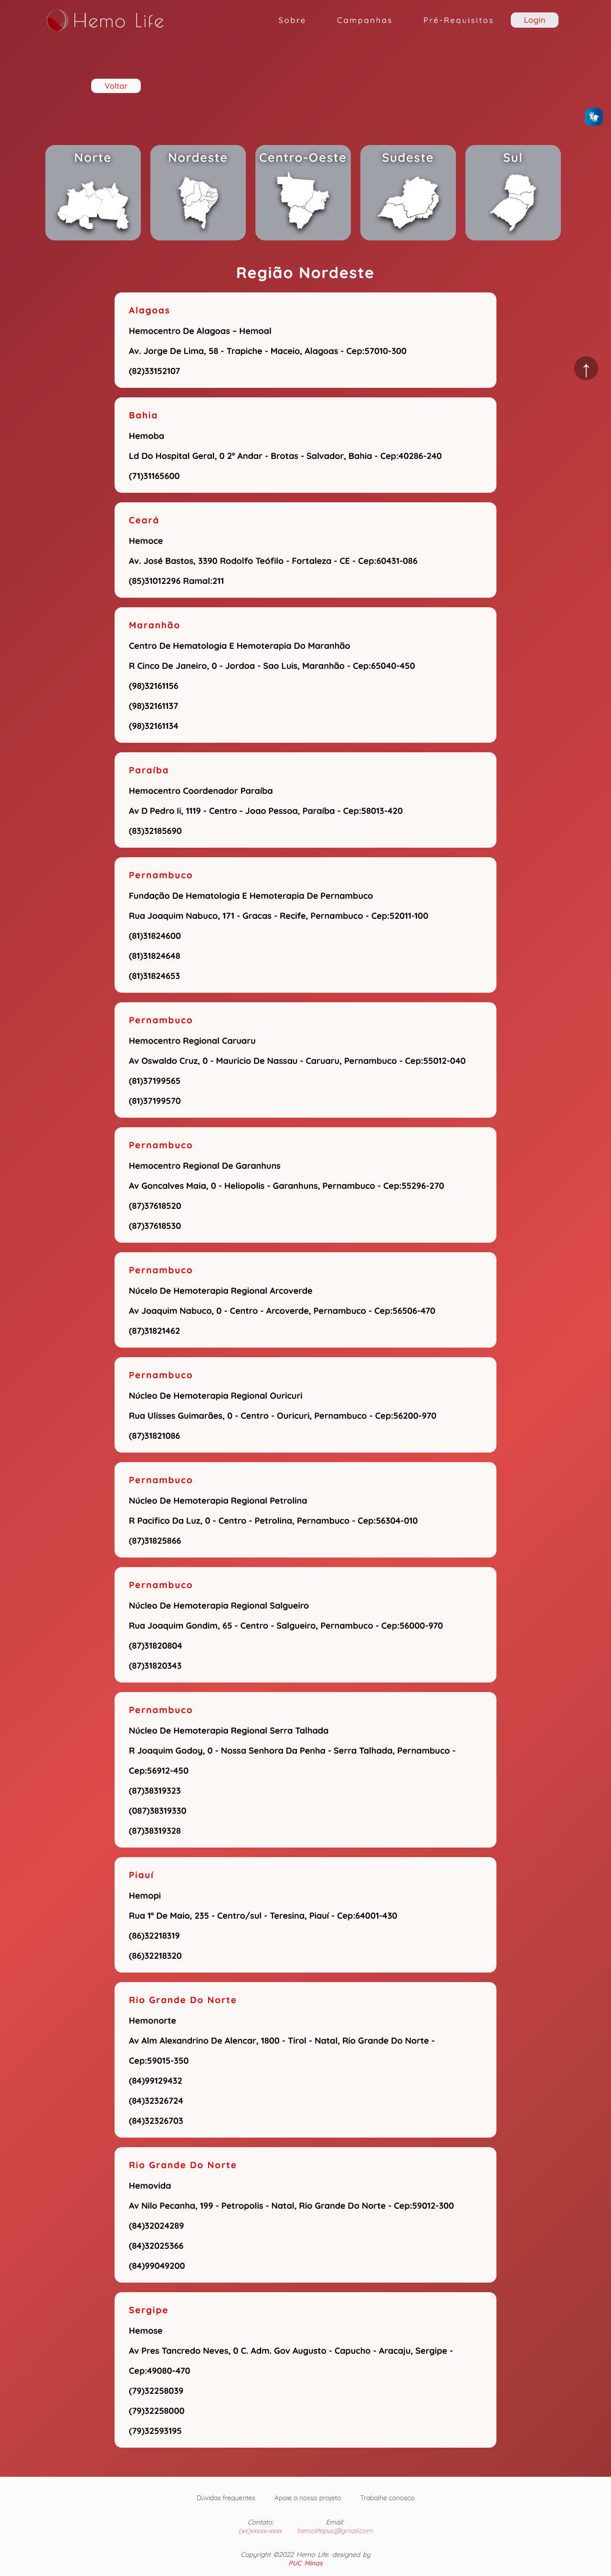 Hemo Life
Sobre
Campanhas
Pré-Requisitos
Login
Voltar
Norte
Nordeste
Centro-Oeste
Sudeste
Sul
Região Nordeste
↑
Alagoas
Hemocentro De Alagoas – Hemoal
Av. Jorge De Lima, 58 - Trapiche - Maceio, Alagoas - Cep:57010-300
(82)33152107
Bahia
Hemoba
Ld Do Hospital Geral, 0 2º Andar - Brotas - Salvador, Bahia - Cep:40286-240
(71)31165600
Ceará
Hemoce
Av. José Bastos, 3390 Rodolfo Teófilo - Fortaleza - CE - Cep:60431-086
(85)31012296 Ramal:211
Maranhão
Centro De Hematologia E Hemoterapia Do Maranhão
R Cinco De Janeiro, 0 - Jordoa - Sao Luis, Maranhão - Cep:65040-450
(98)32161156
(98)32161137
(98)32161134
Paraíba
Hemocentro Coordenador Paraíba
Av D Pedro Ii, 1119 - Centro - Joao Pessoa, Paraíba - Cep:58013-420
(83)32185690
Pernambuco
Fundação De Hematologia E Hemoterapia De Pernambuco
Rua Joaquim Nabuco, 171 - Gracas - Recife, Pernambuco - Cep:52011-100
(81)31824600
(81)31824648
(81)31824653
Pernambuco
Hemocentro Regional Caruaru
Av Oswaldo Cruz, 0 - Mauricio De Nassau - Caruaru, Pernambuco - Cep:55012-040
(81)37199565
(81)37199570
Pernambuco
Hemocentro Regional De Garanhuns
Av Goncalves Maia, 0 - Heliopolis - Garanhuns, Pernambuco - Cep:55296-270
(87)37618520
(87)37618530
Pernambuco
Núcelo De Hemoterapia Regional Arcoverde
Av Joaquim Nabuco, 0 - Centro - Arcoverde, Pernambuco - Cep:56506-470
(87)31821462
Pernambuco
Núcleo De Hemoterapia Regional Ouricuri
Rua Ulisses Guimarães, 0 - Centro - Ouricuri, Pernambuco - Cep:56200-970
(87)31821086
Pernambuco
Núcleo De Hemoterapia Regional Petrolina
R Pacifico Da Luz, 0 - Centro - Petrolina, Pernambuco - Cep:56304-010
(87)31825866
Pernambuco
Núcleo De Hemoterapia Regional Salgueiro
Rua Joaquim Gondim, 65 - Centro - Salgueiro, Pernambuco - Cep:56000-970
(87)31820804
(87)31820343
Pernambuco
Núcleo De Hemoterapia Regional Serra Talhada
R Joaquim Godoy, 0 - Nossa Senhora Da Penha - Serra Talhada, Pernambuco -
Cep:56912-450
(87)38319323
(087)38319330
(87)38319328
Piauí
Hemopi
Rua 1º De Maio, 235 - Centro/sul - Teresina, Piauí - Cep:64001-430
(86)32218319
(86)32218320
Rio Grande Do Norte
Hemonorte
Av Alm Alexandrino De Alencar, 1800 - Tirol - Natal, Rio Grande Do Norte -
Cep:59015-350
(84)99129432
(84)32326724
(84)32326703
Rio Grande Do Norte
Hemovida
Av Nilo Pecanha, 199 - Petropolis - Natal, Rio Grande Do Norte - Cep:59012-300
(84)32024289
(84)32025366
(84)99049200
Sergipe
Hemose
Av Pres Tancredo Neves, 0 C. Adm. Gov Augusto - Capucho - Aracaju, Sergipe -
Cep:49080-470
(79)32258039
(79)32258000
(79)32593195
Dúvidas frequentes
Apoie o nosso projeto
Trabalhe conosco
Contato:
(xx)xxxxx-xxxx
Email:
hemolifepuc@gmail.com
Copyright ©2022 Hemo Life. designed by
PUC Minas